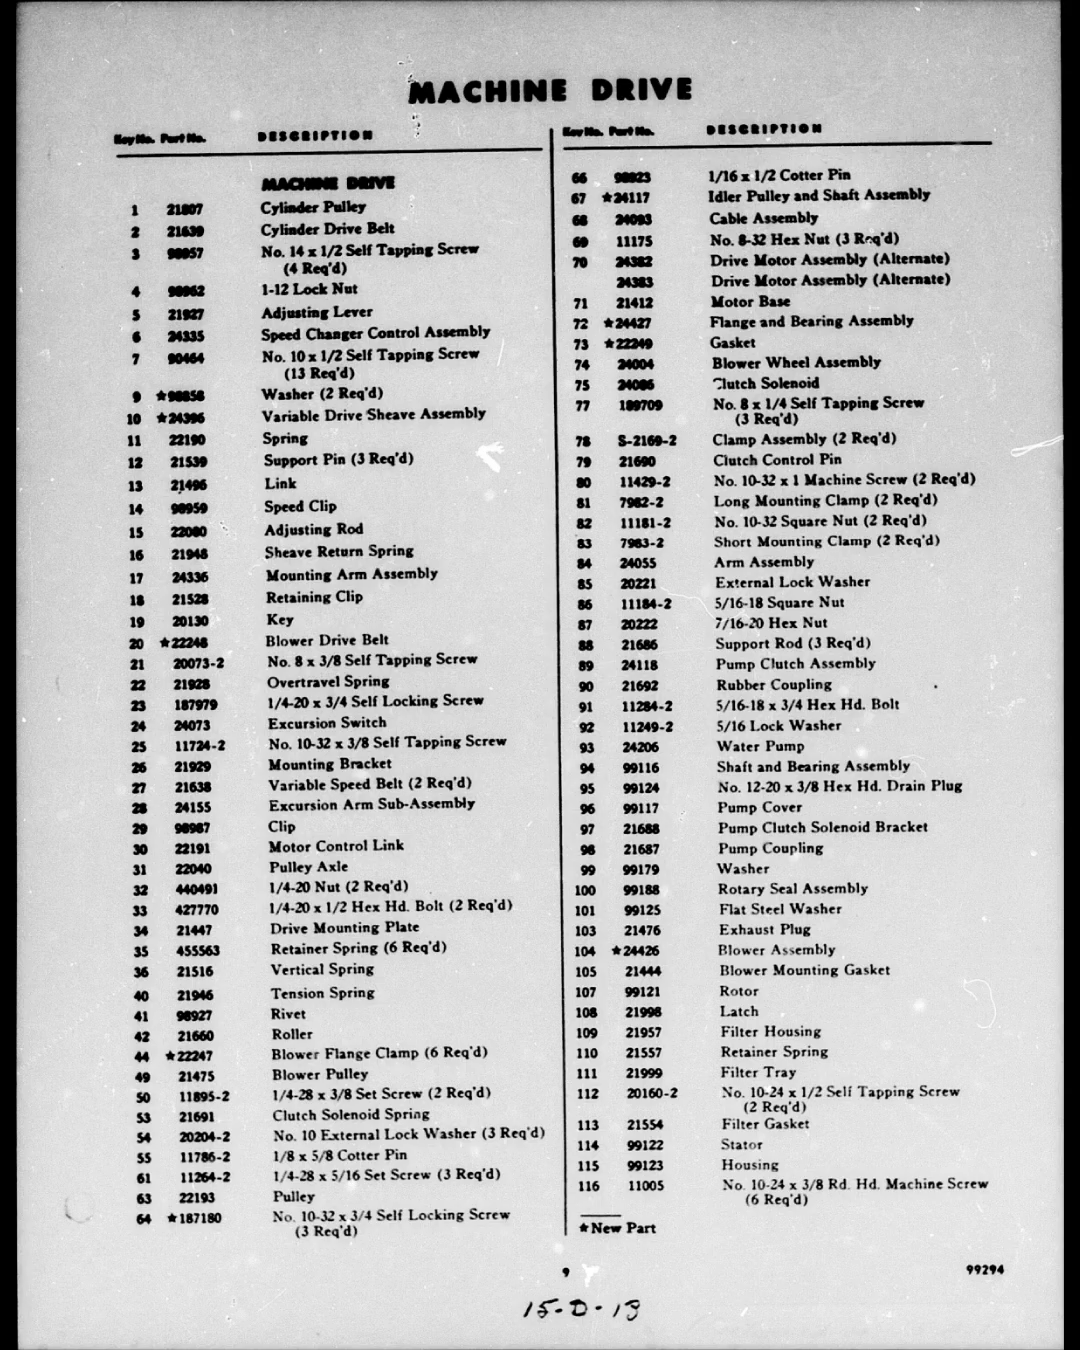 MACHINE DRIVE
Key No. Part No. DESCRIPTION
MACHINE DRIVE
1 21807 Cylinder Pulley
2 21639 Cylinder Drive Belt
3 98957 No. 14 x 1/2 Self Tapping Screw
(4 Req'd)
4 98962 1-12 Lock Nut
5 21927 Adjusting Lever
6 24335 Speed Changer Control Assembly
7 90464 No. 10 x 1/2 Self Tapping Screw
(13 Req'd)
9 ★98858 Washer (2 Req'd)
10 ★24396 Variable Drive Sheave Assembly
11 22190 Spring
12 21539 Support Pin (3 Req'd)
13 21496 Link
14 98959 Speed Clip
15 22080 Adjusting Rod
16 21948 Sheave Return Spring
17 24336 Mounting Arm Assembly
18 21528 Retaining Clip
19 20130 Key
20 ★22248 Blower Drive Belt
21 20073-2 No. 8 x 3/8 Self Tapping Screw
22 21928 Overtravel Spring
23 187979 1/4-20 x 3/4 Self Locking Screw
24 24073 Excursion Switch
25 11724-2 No. 10-32 x 3/8 Self Tapping Screw
26 21929 Mounting Bracket
27 21638 Variable Speed Belt (2 Req'd)
28 24155 Excursion Arm Sub-Assembly
29 98987 Clip
30 22191 Motor Control Link
31 22040 Pulley Axle
32 440491 1/4-20 Nut (2 Req'd)
33 427770 1/4-20 x 1/2 Hex Hd. Bolt (2 Req'd)
34 21447 Drive Mounting Plate
35 455563 Retainer Spring (6 Req'd)
36 21516 Vertical Spring
40 21946 Tension Spring
41 98927 Rivet
42 21660 Roller
44 ★22247 Blower Flange Clamp (6 Req'd)
49 21475 Blower Pulley
50 11895-2 1/4-28 x 3/8 Set Screw (2 Req'd)
53 21691 Clutch Solenoid Spring
54 20204-2 No. 10 External Lock Washer (3 Req'd)
55 11786-2 1/8 x 5/8 Cotter Pin
61 11264-2 1/4-28 x 5/16 Set Screw (3 Req'd)
63 22193 Pulley
64 ★187180 No. 10-32 x 3/4 Self Locking Screw
(3 Req'd)
Key No. Part No. DESCRIPTION
66 98823 1/16 x 1/2 Cotter Pin
67 ★24117 Idler Pulley and Shaft Assembly
68 24093 Cable Assembly
69 11175 No. 8-32 Hex Nut (3 Req'd)
70 24382 Drive Motor Assembly (Alternate)
24383 Drive Motor Assembly (Alternate)
71 21412 Motor Base
72 ★24427 Flange and Bearing Assembly
73 ★22249 Gasket
74 24004 Blower Wheel Assembly
75 24086 Clutch Solenoid
77 189709 No. 8 x 1/4 Self Tapping Screw
(3 Req'd)
78 S-2169-2 Clamp Assembly (2 Req'd)
79 21690 Clutch Control Pin
80 11429-2 No. 10-32 x 1 Machine Screw (2 Req'd)
81 7982-2 Long Mounting Clamp (2 Req'd)
82 11181-2 No. 10-32 Square Nut (2 Req'd)
83 7983-2 Short Mounting Clamp (2 Req'd)
84 24055 Arm Assembly
85 20221 External Lock Washer
86 11184-2 5/16-18 Square Nut
87 20222 7/16-20 Hex Nut
88 21686 Support Rod (3 Req'd)
89 24118 Pump Clutch Assembly
90 21692 Rubber Coupling
91 11284-2 5/16-18 x 3/4 Hex Hd. Bolt
92 11249-2 5/16 Lock Washer
93 24206 Water Pump
94 99116 Shaft and Bearing Assembly
95 99124 No. 12-20 x 3/8 Hex Hd. Drain Plug
96 99117 Pump Cover
97 21688 Pump Clutch Solenoid Bracket
98 21687 Pump Coupling
99 99179 Washer
100 99188 Rotary Seal Assembly
101 99125 Flat Steel Washer
103 21476 Exhaust Plug
104 ★24426 Blower Assembly
105 21444 Blower Mounting Gasket
107 99121 Rotor
108 21998 Latch
109 21957 Filter Housing
110 21557 Retainer Spring
111 21999 Filter Tray
112 20160-2 No. 10-24 x 1/2 Self Tapping Screw
(2 Req'd)
113 21554 Filter Gasket
114 99122 Stator
115 99123 Housing
116 11005 No. 10-24 x 3/8 Rd. Hd. Machine Screw
(6 Req'd)
★New Part
9
99294
15-D-13